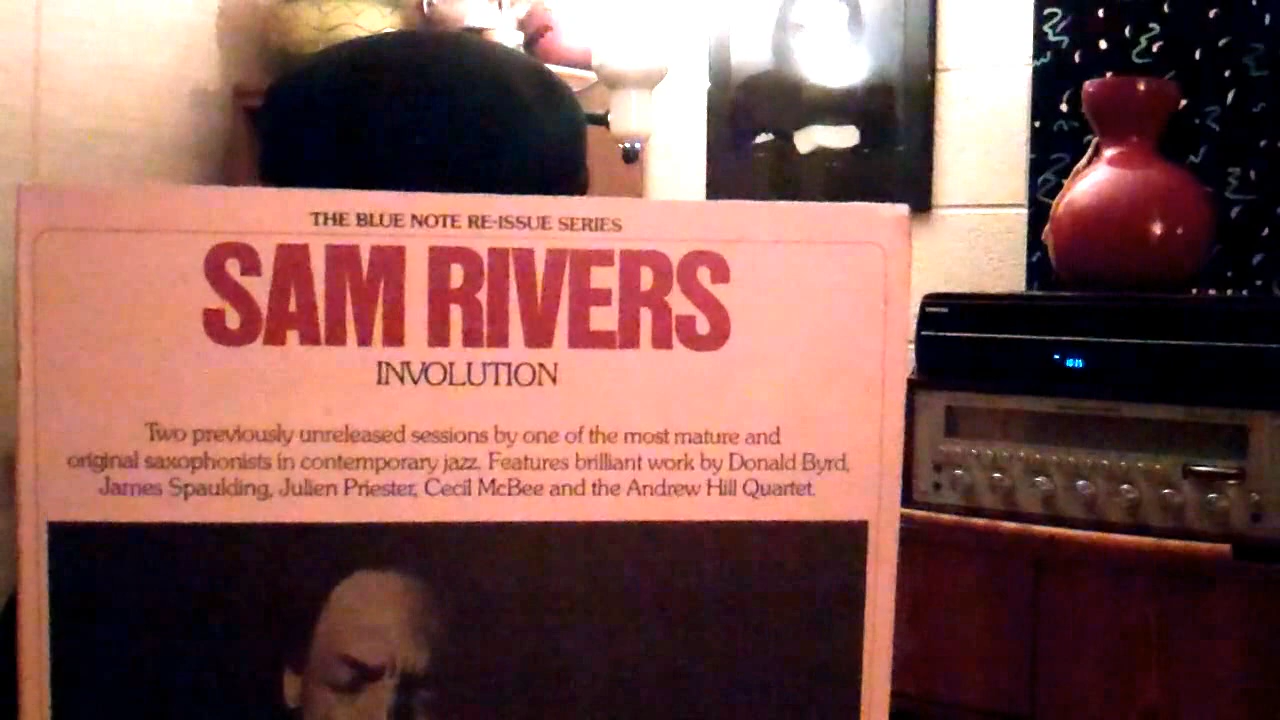 THE BLUE NOTE RE-ISSUE SERIES
SAM RIVERS
INVOLUTION
Two previously unreleased sessions by one of the most mature and
original saxophonists in contemporary jazz. Features brilliant work by Donald Byrd,
James Spaulding, Julien Priester, Cecil McBee and the Andrew Hill Quartet.